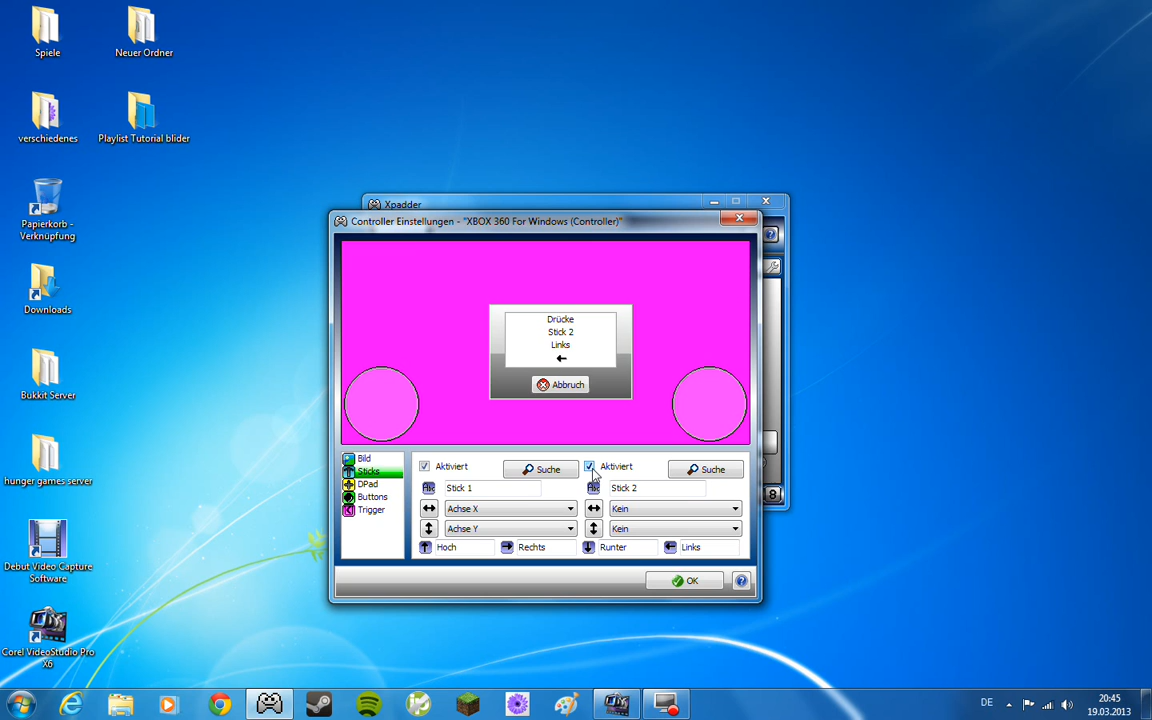 Spiele
Neuer Ordner
verschiedenes
Playlist Tutorial blider
Papierkorb -
Verknüpfung
Downloads
Bukkit Server
hunger games server
Debut Video Capture
Software
Corel VideoStudio Pro
X6
Xpadder
Controller Einstellungen - "XBOX 360 For Windows (Controller)"
Drücke
Stick 2
Links
Abbruch
Bild
Sticks
DPad
Buttons
Trigger
Aktiviert
Suche
Aktiviert
Suche
Stick 1
Stick 2
Achse X
Kein
Achse Y
Kein
Hoch
Rechts
Runter
Links
OK
8
DE
20:45
19.03.2013